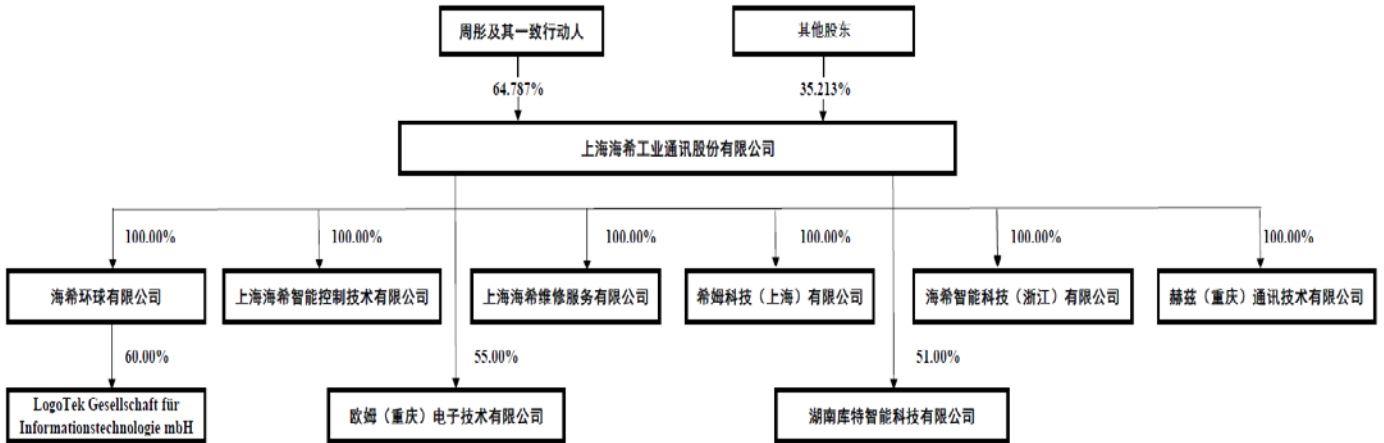 周彤及其一致行动人
其他股东
64.787%
35.213%
上海海希工业通讯股份有限公司
100.00%
100.00%
100.00%
100.00%
100.00%
100.00%
海希环球有限公司
上海海希智能控制技术有限公司
上海海希维修服务有限公司
希姆科技（上海）有限公司
海希智能科技（浙江）有限公司
赫兹（重庆）通讯技术有限公司
60.00%
55.00%
51.00%
LogoTek Gesellschaft für
Informationstechnologie mbH
欧姆（重庆）电子技术有限公司
湖南库特智能科技有限公司